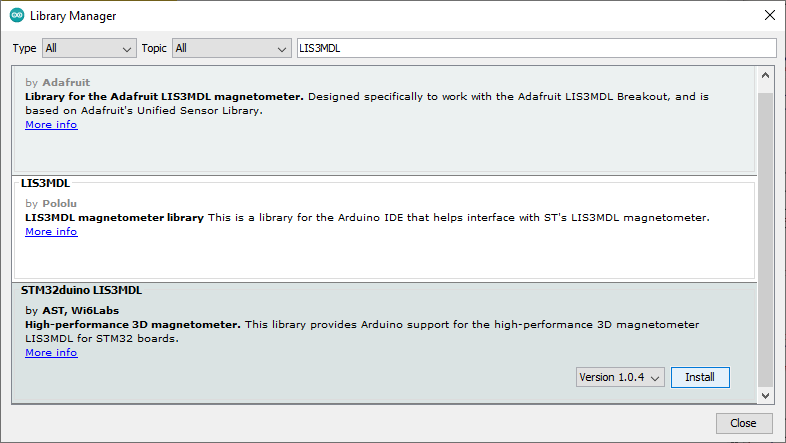 Library Manager
Type All Topic All LIS3MDL
by Adafruit
Library for the Adafruit LIS3MDL magnetometer. Designed specifically to work with the Adafruit LIS3MDL Breakout, and is
based on Adafruit's Unified Sensor Library.
More info
LIS3MDL
by Pololu
LIS3MDL magnetometer library This is a library for the Arduino IDE that helps interface with ST's LIS3MDL magnetometer.
More info
STM32duino LIS3MDL
by AST, Wi6Labs
High-performance 3D magnetometer. This library provides Arduino support for the high-performance 3D magnetometer
LIS3MDL for STM32 boards.
More info
Version 1.0.4 Install
Close